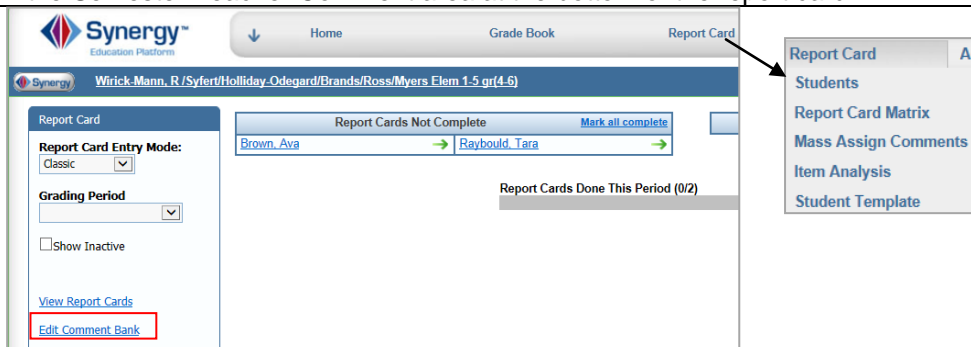 Synergy™
Education Platform
Home
Grade Book
Report Card
Synergy
Wirick-Mann, R /Syfert/Holliday-Odegard/Brands/Ross/Myers Elem 1-5 gr(4-6)
Report Card
Report Card Entry Mode:
Classic
Grading Period
Show Inactive
View Report Cards
Edit Comment Bank
Report Cards Not Complete
Mark all complete
Brown, Ava
Raybould, Tara
Report Cards Done This Period (0/2)
Report Card
A
Students
Report Card Matrix
Mass Assign Comments
Item Analysis
Student Template